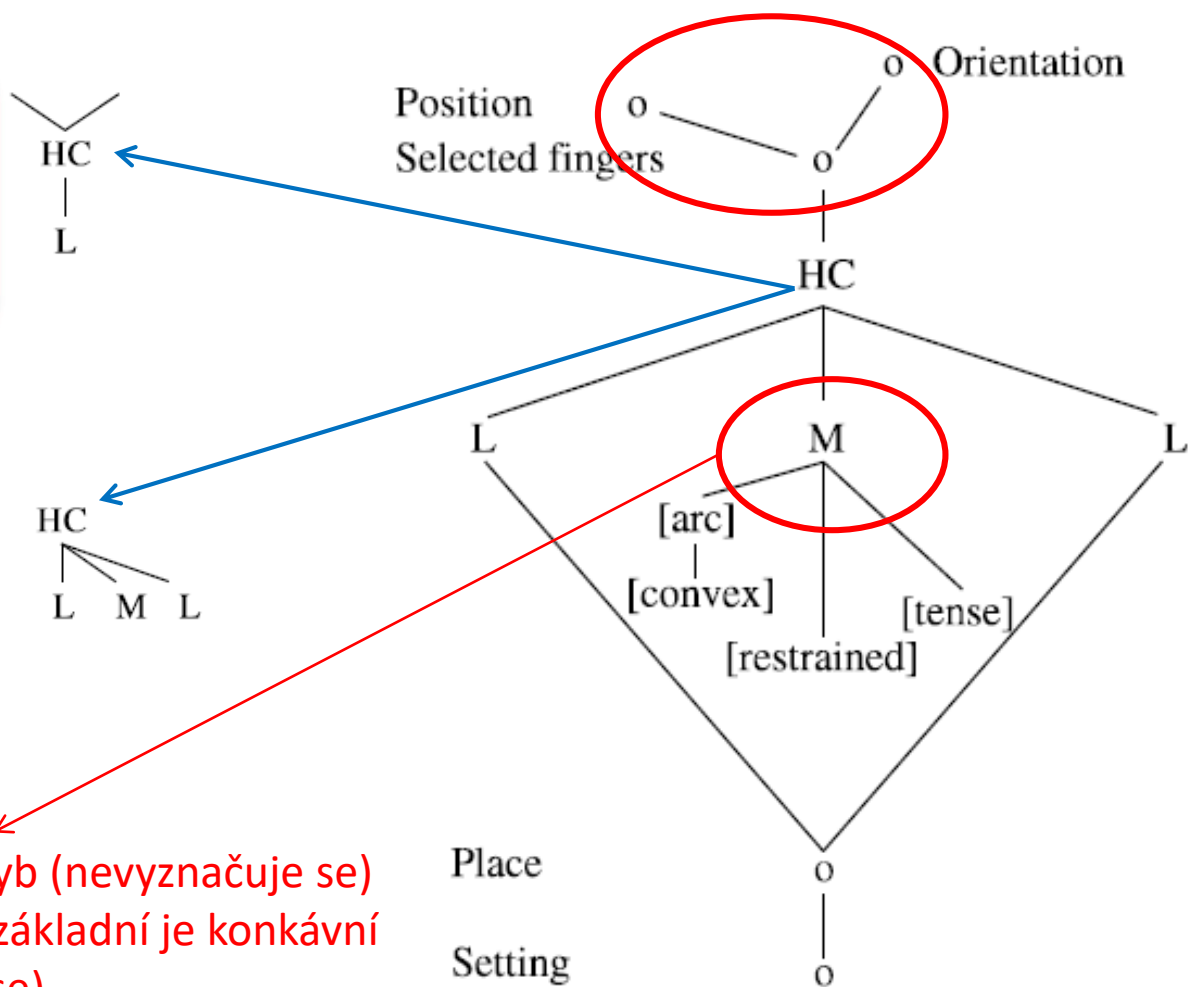 o Orientation
Position o
Selected fingers o
HC
L
HC
L M L
[arc]
[convex]
[tense]
[restrained]
HC
L M L
Place o
Setting o
yb (nevyznačuje se)
základní je konkávní